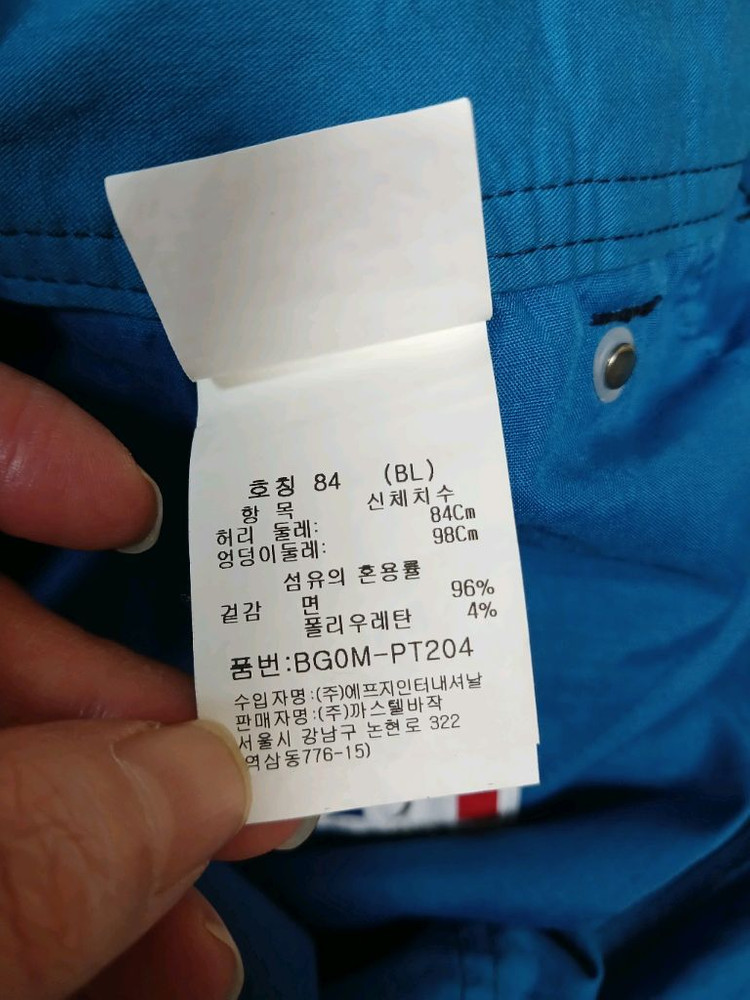 호칭 84 (BL)
항 목 신체치수
허리 둘레: 84Cm
엉덩이둘레: 98Cm
섬유의 혼용률
겉감 면 96%
폴리우레탄 4%
품번:BG0M-PT204
수입자명:(주)에프지인터내셔날
판매자명:(주)까스텔바작
서울시 강남구 논현로 322
역삼동776-15)